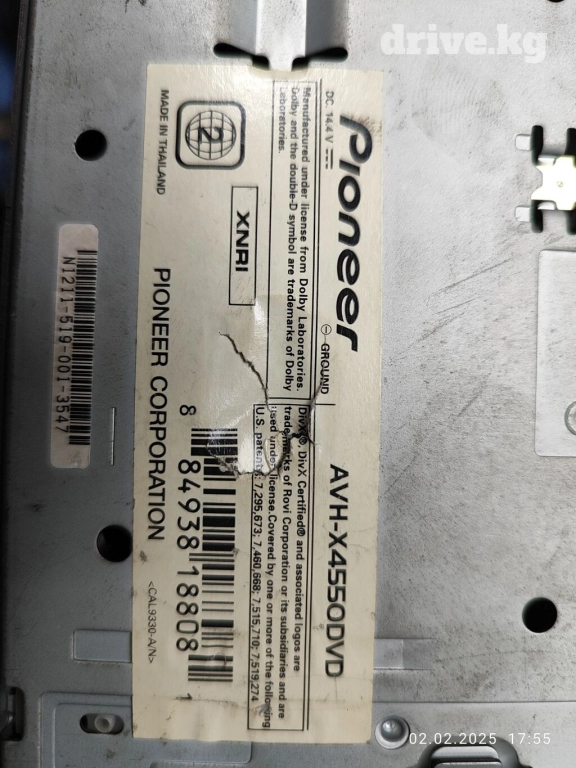 drive.kg
Pioneer
AVH-X4550DVD
DC 14.4 V
GROUND
Manufactured under license from Dolby Laboratories.
Dolby and the double-D symbol are trademarks of Dolby
Laboratories.
DivX®, DivX Certified® and associated logos are
trademarks of Rovi Corporation or its subsidiaries and are
used under license.Covered by one or more of the following
U.S. patents: 7,295,673; 7,460,668; 7,515,710; 7,519,274
2
XNRI
MADE IN THAILAND
PIONEER CORPORATION
8 84938 18808 1
<CAL9330-A/N>
N1211-519-001-3547
02.02.2025 17:55